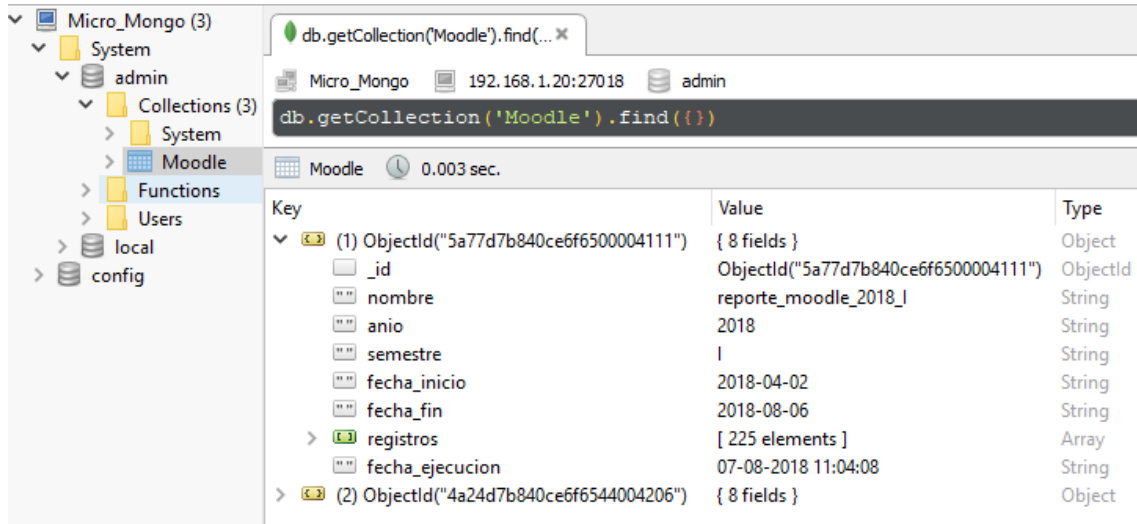 Micro_Mongo (3)
System
admin
Collections (3)
System
Moodle
Functions
Users
local
config
db.getCollection('Moodle').find(...
Micro_Mongo 192.168.1.20:27018 admin
db.getCollection('Moodle').find({})
Moodle 0.003 sec.
Key Value Type
(1) ObjectId("5a77d7b840ce6f6500004111") { 8 fields } Object
_id ObjectId("5a77d7b840ce6f6500004111") ObjectId
nombre reporte_moodle_2018_I String
anio 2018 String
semestre I String
fecha_inicio 2018-04-02 String
fecha_fin 2018-08-06 String
registros [ 225 elements ] Array
fecha_ejecucion 07-08-2018 11:04:08 String
(2) ObjectId("4a24d7b840ce6f6544004206") { 8 fields } Object